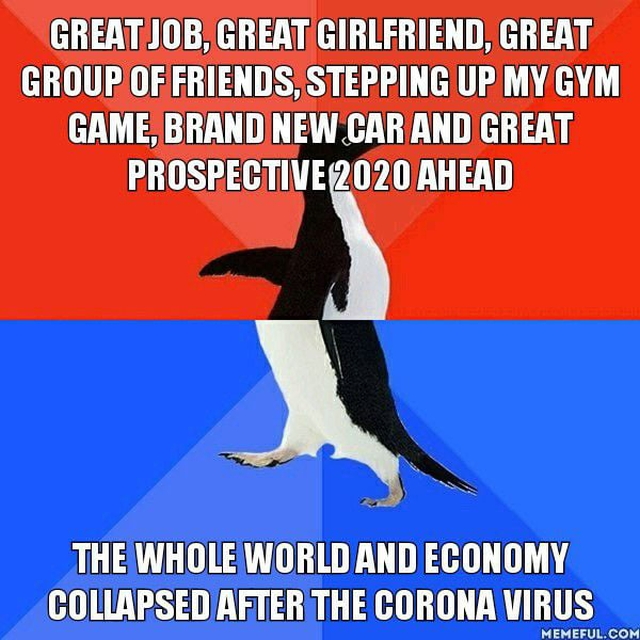 GREAT JOB, GREAT GIRLFRIEND, GREAT
GROUP OF FRIENDS, STEPPING UP MY GYM
GAME, BRAND NEW CAR AND GREAT
PROSPECTIVE 2020 AHEAD
THE WHOLE WORLD AND ECONOMY
COLLAPSED AFTER THE CORONA VIRUS
MEMEFUL.COM